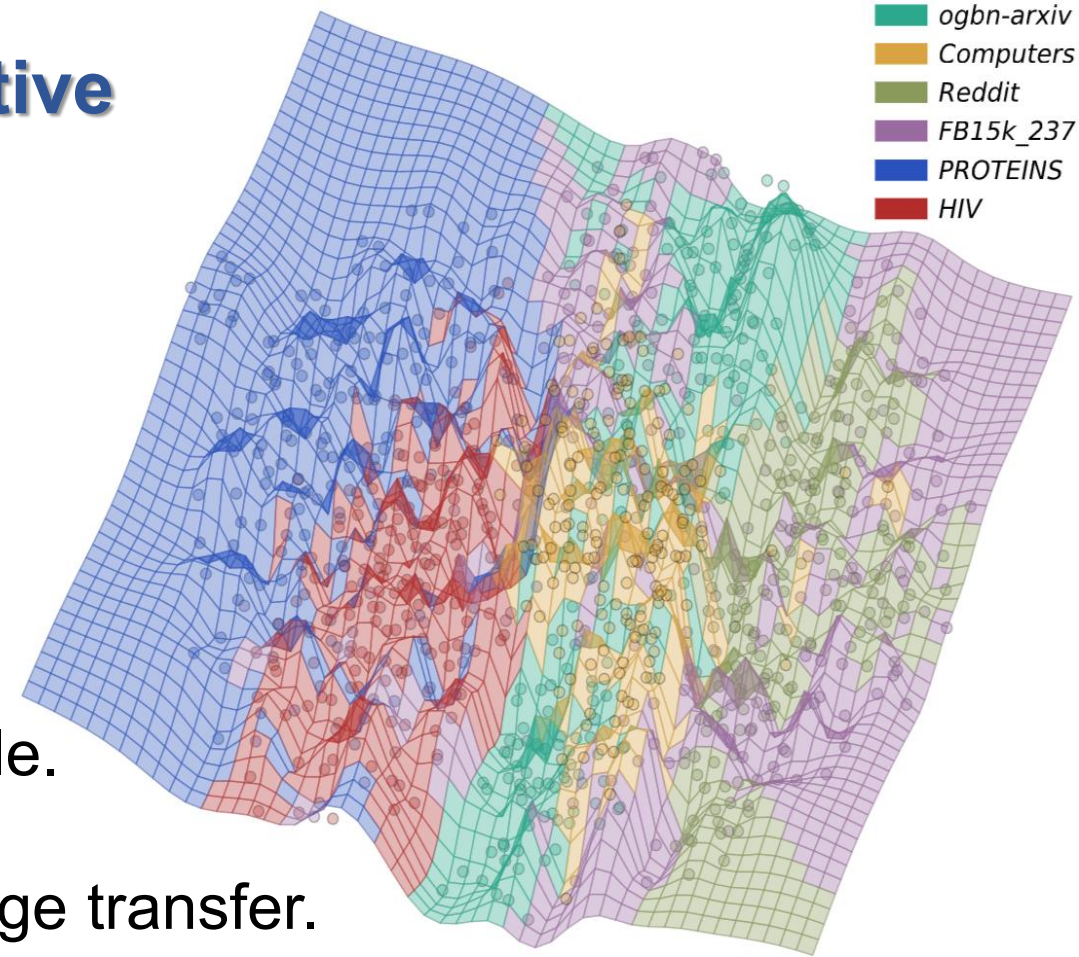 ogbn-arxiv
Computers
Reddit
FB15k_237
PROTEINS
HIV
tive
le.
ge transfer.